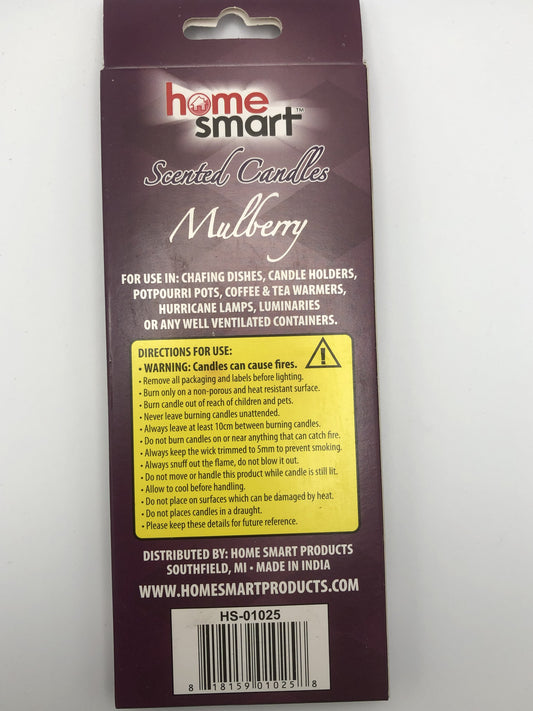 home
smart™
Scented Candles
Mulberry
FOR USE IN: CHAFING DISHES, CANDLE HOLDERS,
POTPOURRI POTS, COFFEE & TEA WARMERS,
HURRICANE LAMPS, LUMINARIES
OR ANY WELL VENTILATED CONTAINERS.
DIRECTIONS FOR USE:
• WARNING: Candles can cause fires.
!
• Remove all packaging and labels before lighting.
• Burn only on a non-porous and heat resistant surface.
• Burn candle out of reach of children and pets.
• Never leave burning candles unattended.
• Always leave at least 10cm between burning candles.
• Do not burn candles on or near anything that can catch fire.
• Always keep the wick trimmed to 5mm to prevent smoking.
• Always snuff out the flame, do not blow it out.
• Do not move or handle this product while candle is still lit.
• Allow to cool before handling.
• Do not place on surfaces which can be damaged by heat.
• Do not places candles in a draught.
• Please keep these details for future reference.
DISTRIBUTED BY: HOME SMART PRODUCTS
SOUTHFIELD, MI • MADE IN INDIA
WWW.HOMESMARTPRODUCTS.COM
HS-01025
8 18159 01025 8